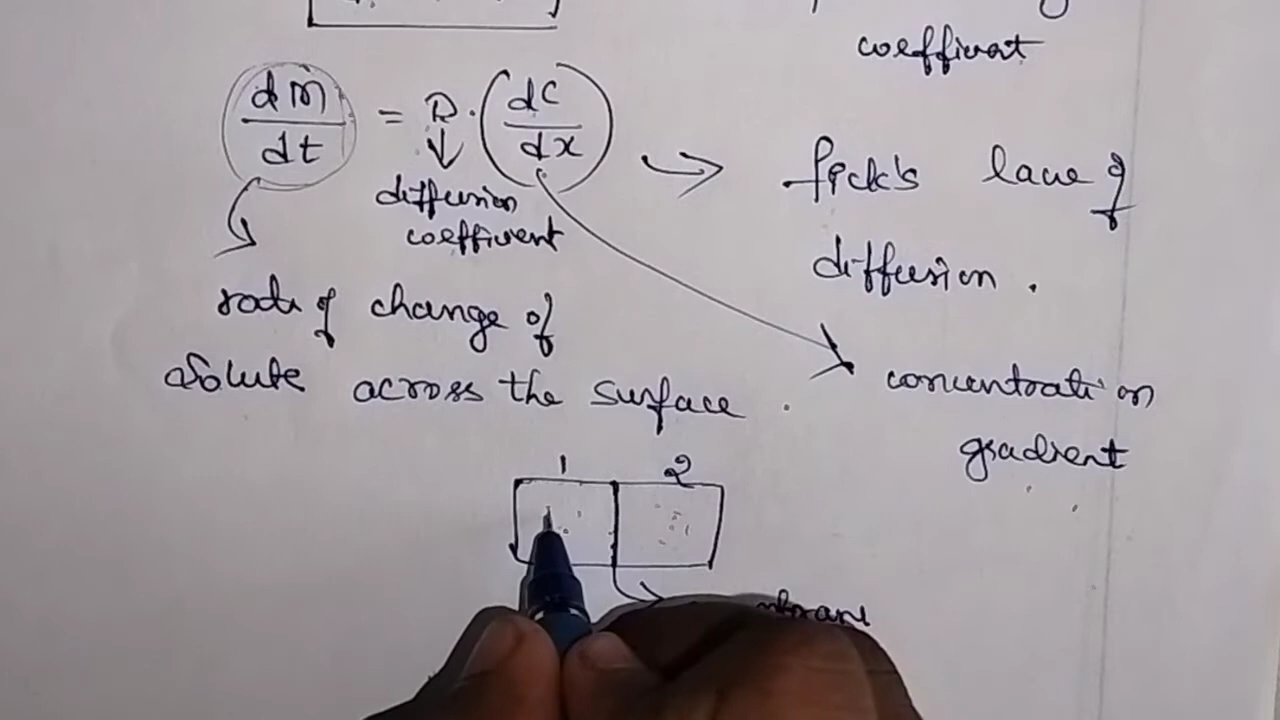 coefficient
dm/dt = D · (dC/dx)
Fick's law of
diffusion
coefficient
diffusion .
rate of change of
solute across the surface .
concentration
gradient
1 2